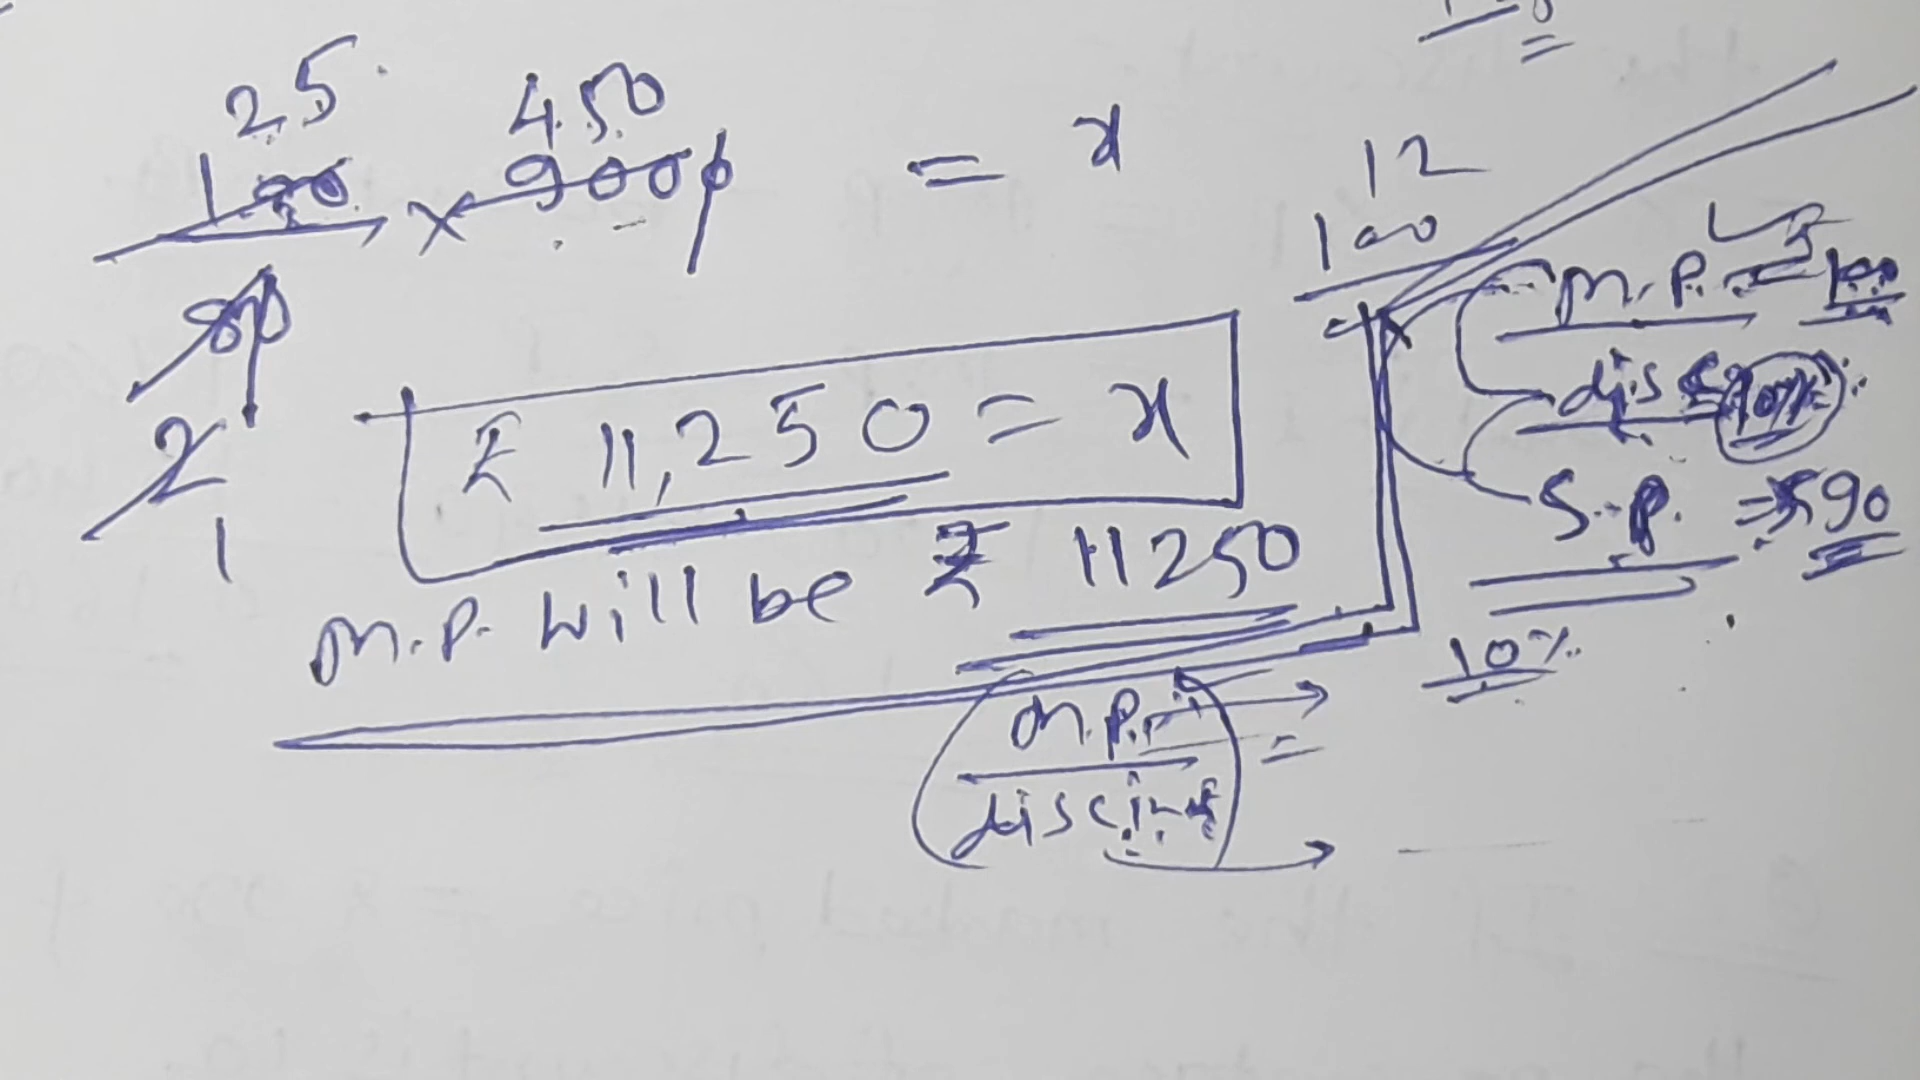 25 450
100 × 9000 = x
80
2
1
₹ 11,250 = x
M.P. will be ₹ 11250
12
100
M.P. = 100
dis = 10%
S.P. = 90
10%
M.P. =